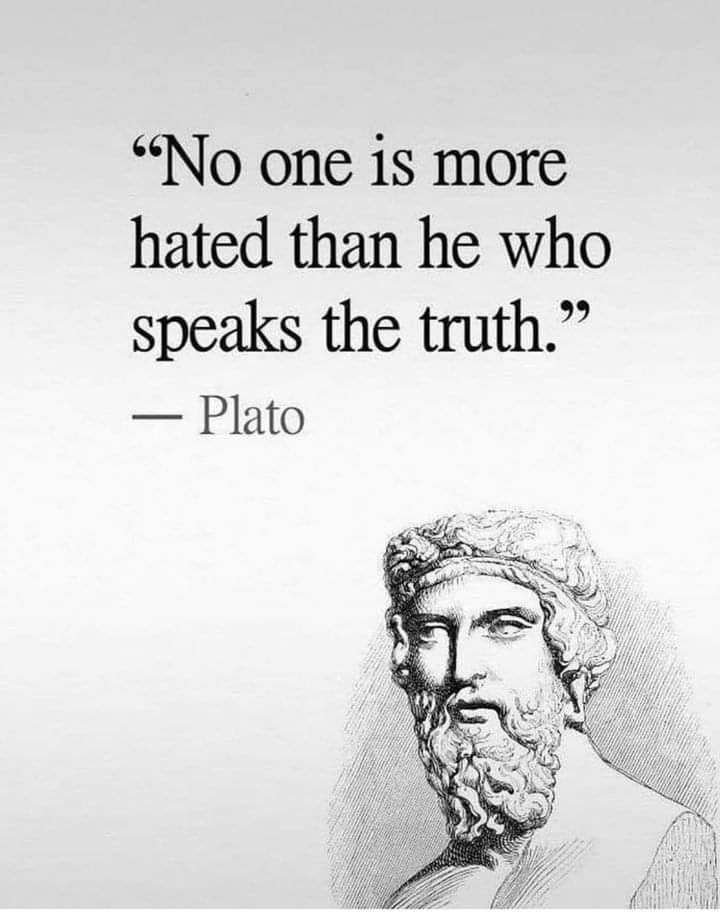 “No one is more
hated than he who
speaks the truth.”
— Plato